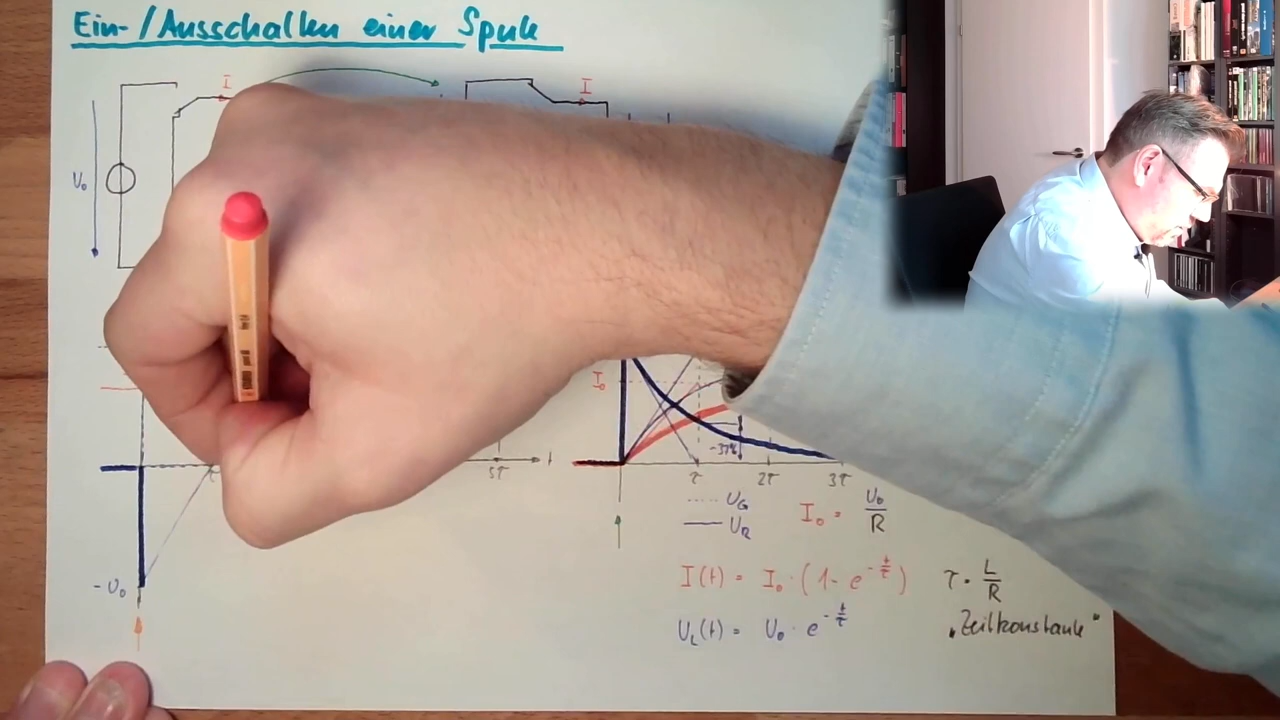 Ein-/Ausschalten einer Spule
I
I
U₀
I₀
-37%
5τ
τ
2τ
3τ
-U₀
U_G
U_R
I₀ = U₀/R
I(t) = I₀ · (1 - e^(-t/τ))
τ = L/R
U_L(t) = U₀ · e^(-t/τ)
„Zeitkonstante"